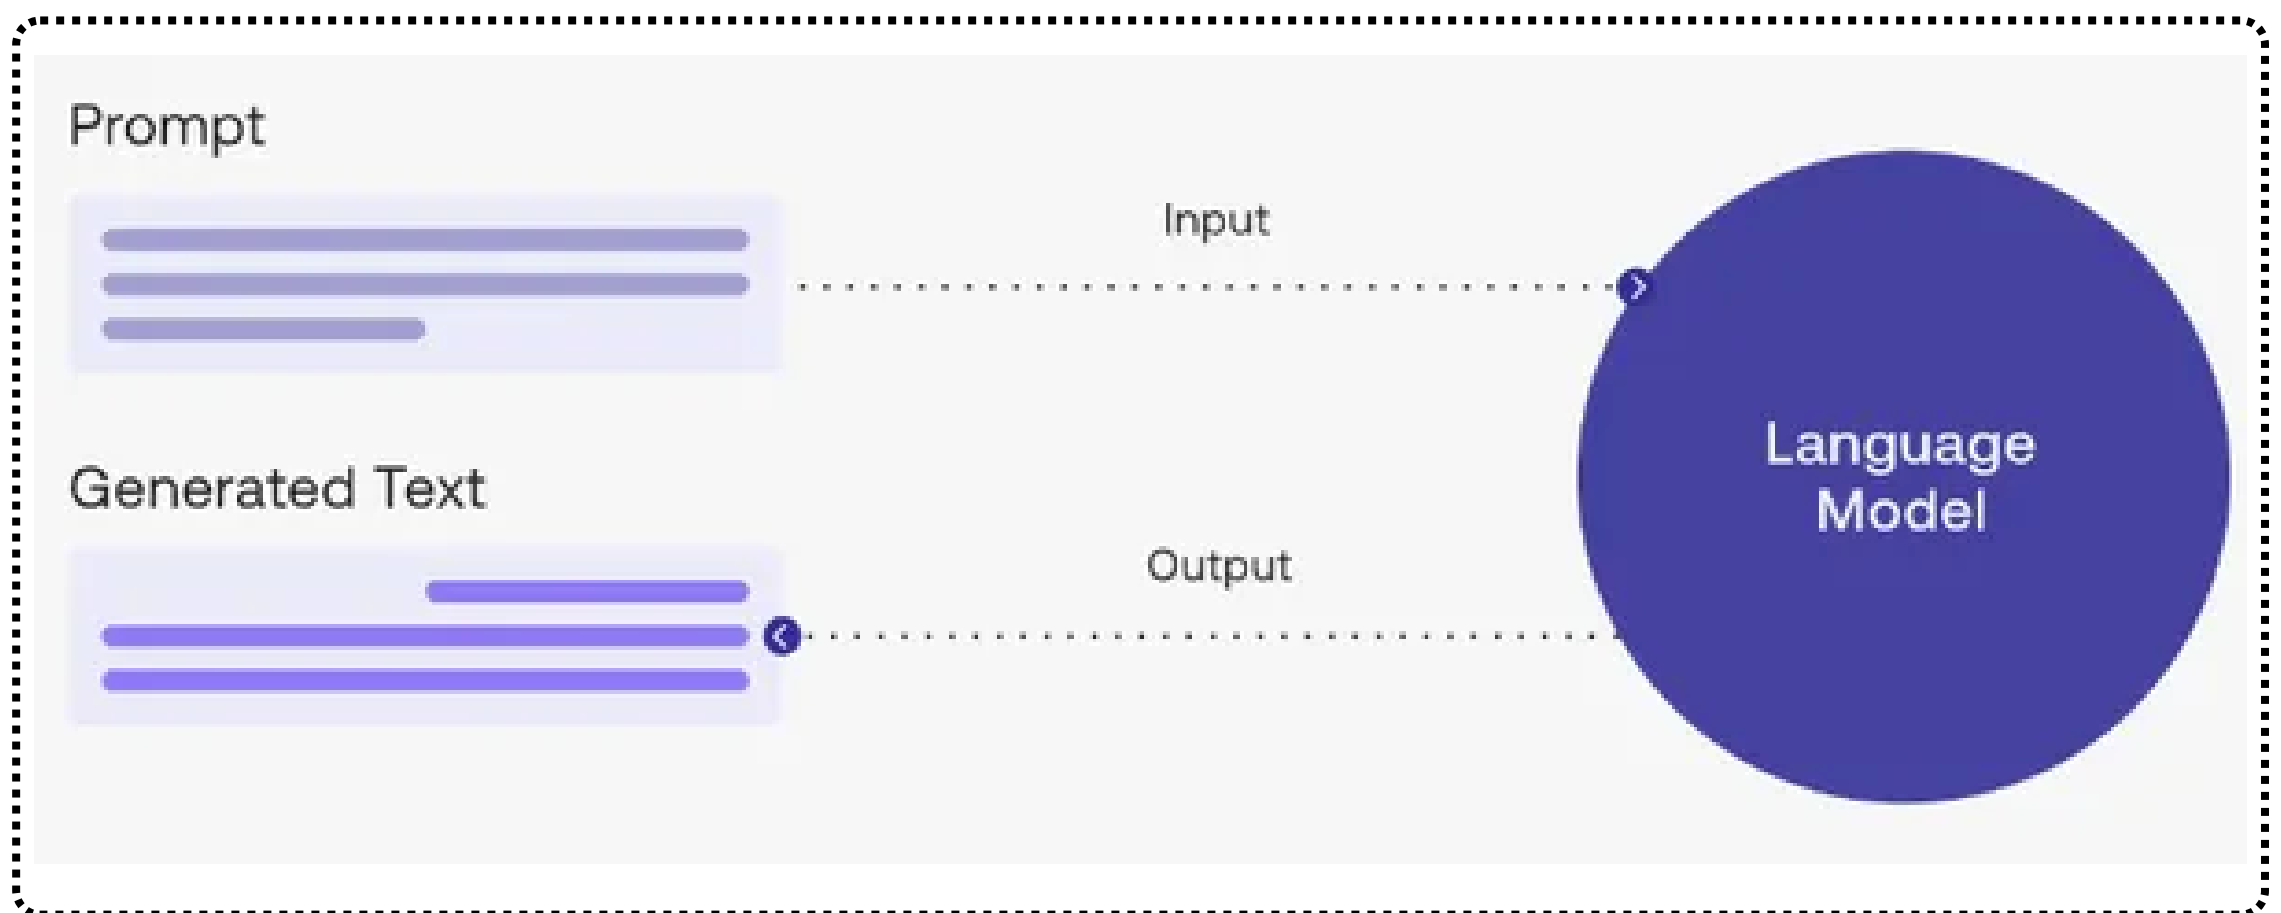 Prompt
Input
Generated Text
Output
Language
Model